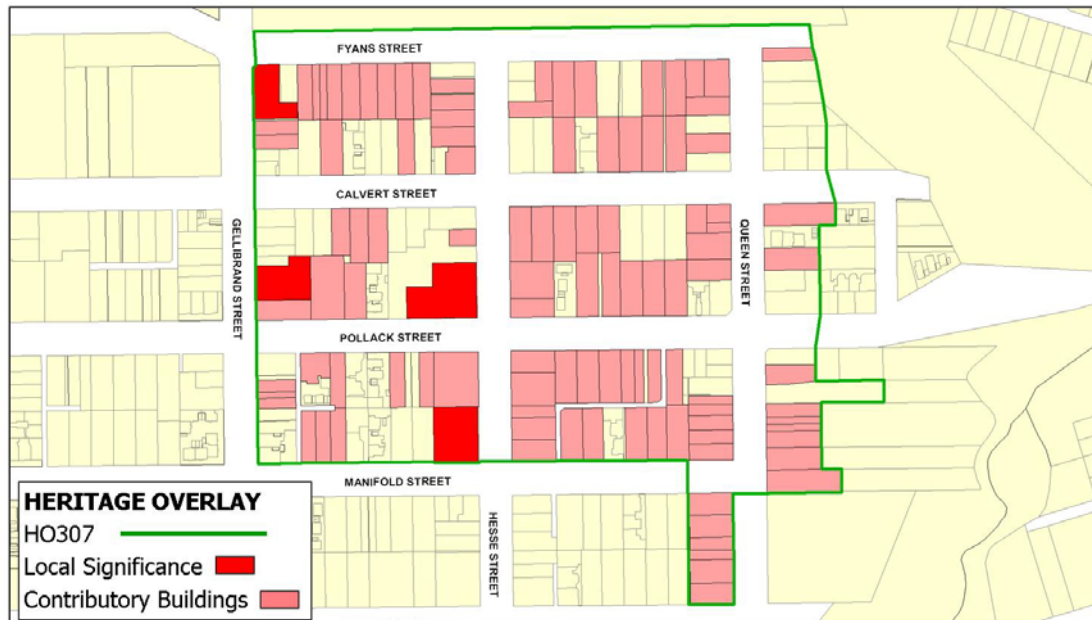 FYANS STREET
CALVERT STREET
GELLIBRAND STREET
QUEEN STREET
POLLACK STREET
MANIFOLD STREET
HESSE STREET
HERITAGE OVERLAY
HO307
Local Significance
Contributory Buildings